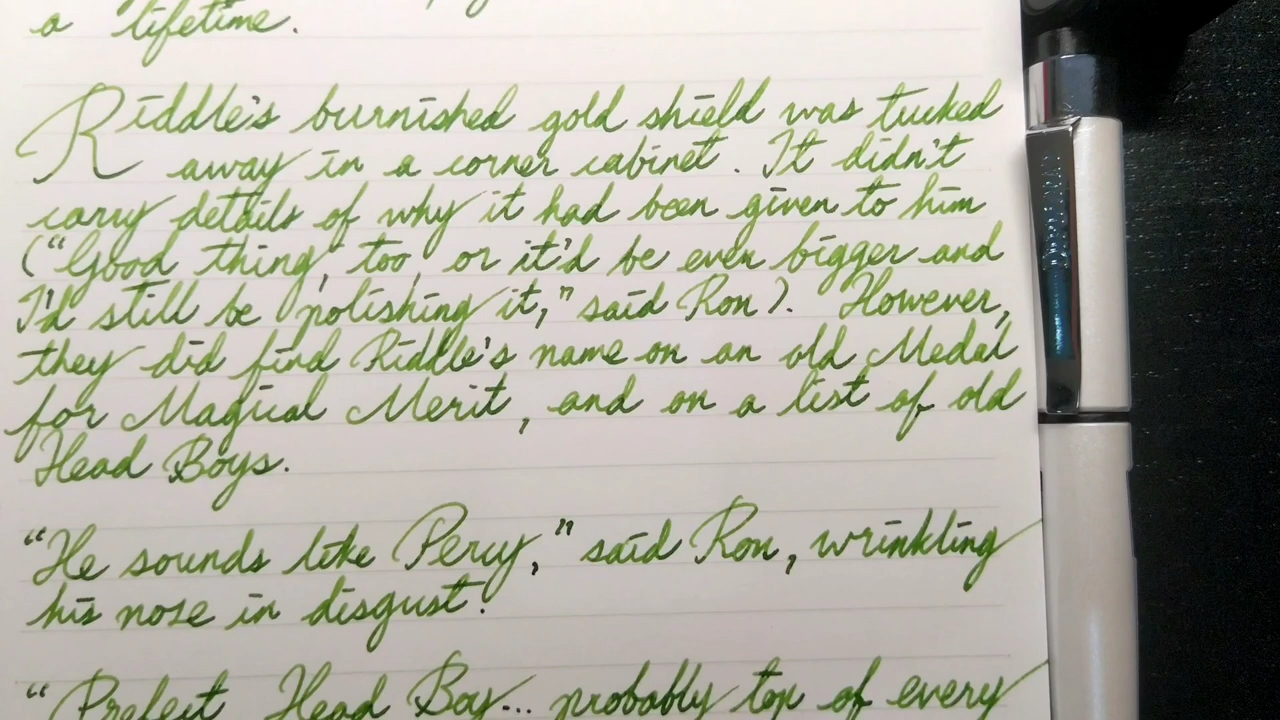 a lifetime.
Riddle's burnished gold shield was tucked
away in a corner cabinet. It didn't
carry details of why it had been given to him
("Good thing, too, or it'd be even bigger and
I'd still be polishing it," said Ron). However,
they did find Riddle's name on an old Medal
for Magical Merit, and on a list of old
Head Boys.
"He sounds like Percy," said Ron, wrinkling
his nose in disgust.
"Prefect, Head Boy... probably top of every